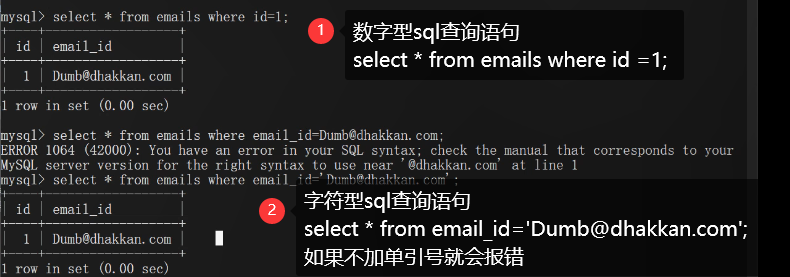 mysql> select * from emails where id=1;
1
数字型sql查询语句
select * from emails where id =1;
+----+------------------+
| id | email_id         |
+----+------------------+
|  1 | Dumb@dhakkan.com |
+----+------------------+
1 row in set (0.00 sec)
mysql> select * from emails where email_id=Dumb@dhakkan.com;
ERROR 1064 (42000): You have an error in your SQL syntax; check the manual that corresponds to your
MySQL server version for the right syntax to use near '@dhakkan.com' at line 1
mysql> select * from emails where email_id='Dumb@dhakkan.com';
+----+------------------+
| id | email_id         |
+----+------------------+
|  1 | Dumb@dhakkan.com |
+----+------------------+
1 row in set (0.00 sec)
2
字符型sql查询语句
select * from email_id='Dumb@dhakkan.com';
如果不加单引号就会报错